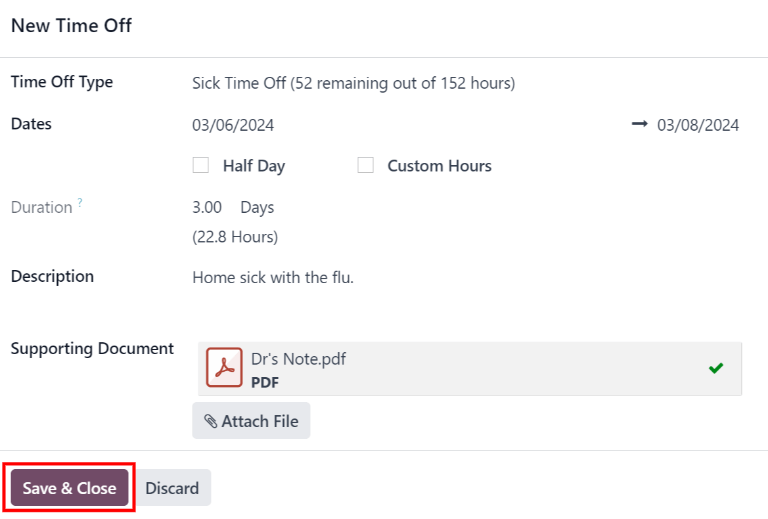 New Time Off
Time Off Type Sick Time Off (52 remaining out of 152 hours)
Dates 03/06/2024 → 03/08/2024
Half Day Custom Hours
Duration ? 3.00 Days
(22.8 Hours)
Description Home sick with the flu.
Supporting Document Dr's Note.pdf
PDF
Attach File
Save & Close Discard